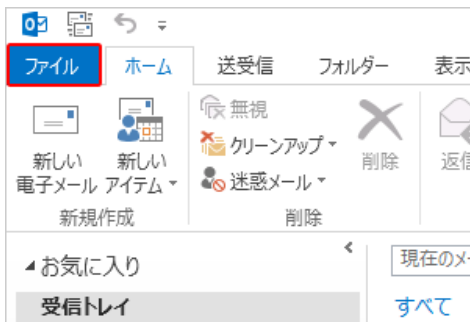 ファイル ホーム 送受信 フォルダー 表示
無視
クリーンアップ
迷惑メール
新しい
電子メール
新しい
アイテム
削除
返信
新規作成 削除
お気に入り
現在のメー
受信トレイ
すべて